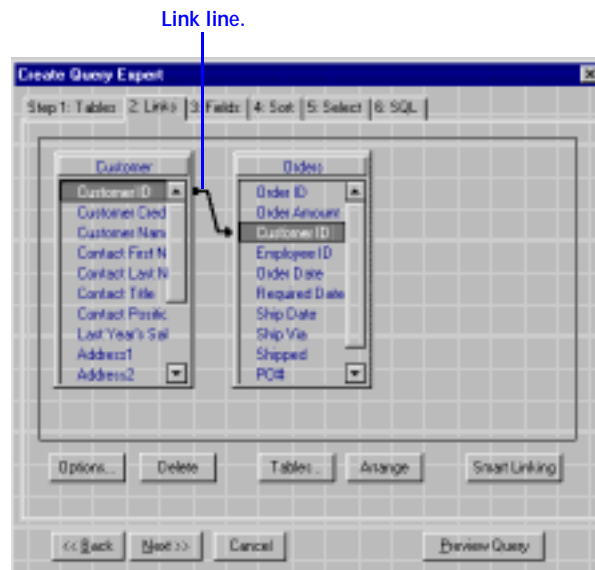 Link line.
Create Query Expert
Step 1: Tables 2: Links 3: Fields 4: Sort 5: Select 6: SQL
Customer
Customer ID
Customer Cred
Customer Nam
Contact First N
Contact Last N
Contact Title
Contact Positic
Last Year's Sal
Address1
Address2
Orders
Order ID
Order Amount
Customer ID
Employee ID
Order Date
Required Date
Ship Date
Ship Via
Shipped
PO#
Options... Delete Tables... Arrange Smart Linking
<< Back Next >> Cancel Preview Query